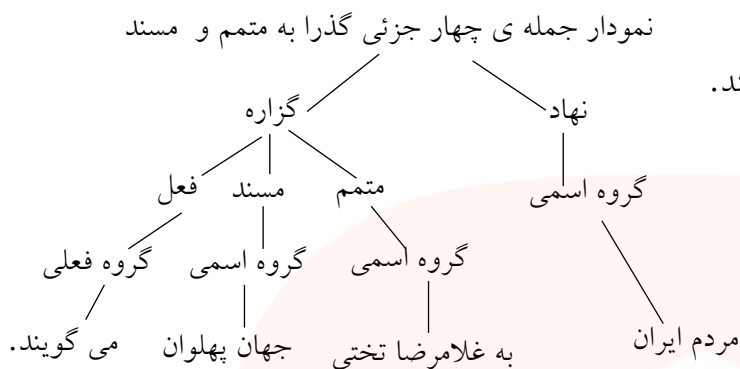 نمودار جمله ی چهار جزئی گذرا به متمم و مسند
ند.
نهاد گزاره
گروه اسمی متمم مسند فعل
گروه اسمی گروه اسمی گروه فعلی
مردم ایران به غلامرضا تختی جهان پهلوان می گویند.